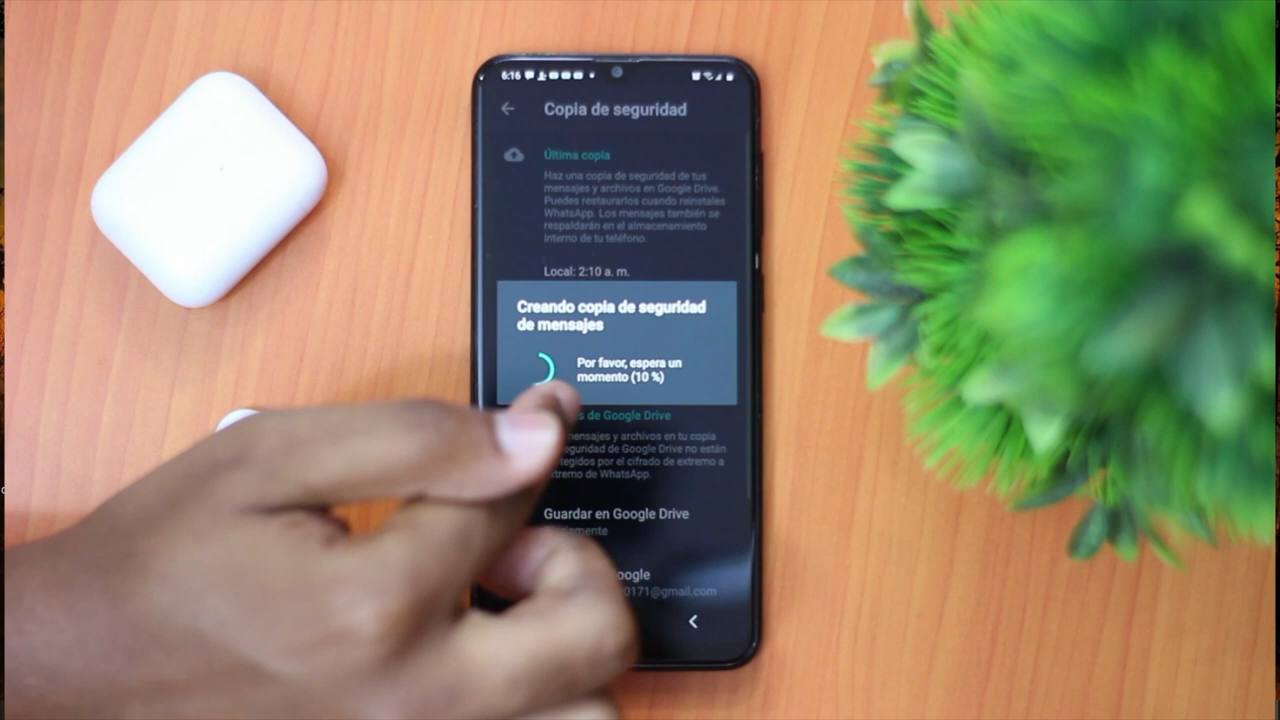 6:16
Copia de seguridad
Última copia
Haz una copia de seguridad de tus
mensajes y archivos en Google Drive.
Puedes restaurarlos cuando reinstales
WhatsApp. Los mensajes también se
respaldarán en el almacenamiento
interno de tu teléfono.
Local: 2:10 a. m.
Creando copia de seguridad
de mensajes
Por favor, espera un
momento (10 %)
de Google Drive
mensajes y archivos en tu copia
de Google Drive no están
por el cifrado de extremo a
de WhatsApp.
Guardar en Google Drive
0171@gmail.com